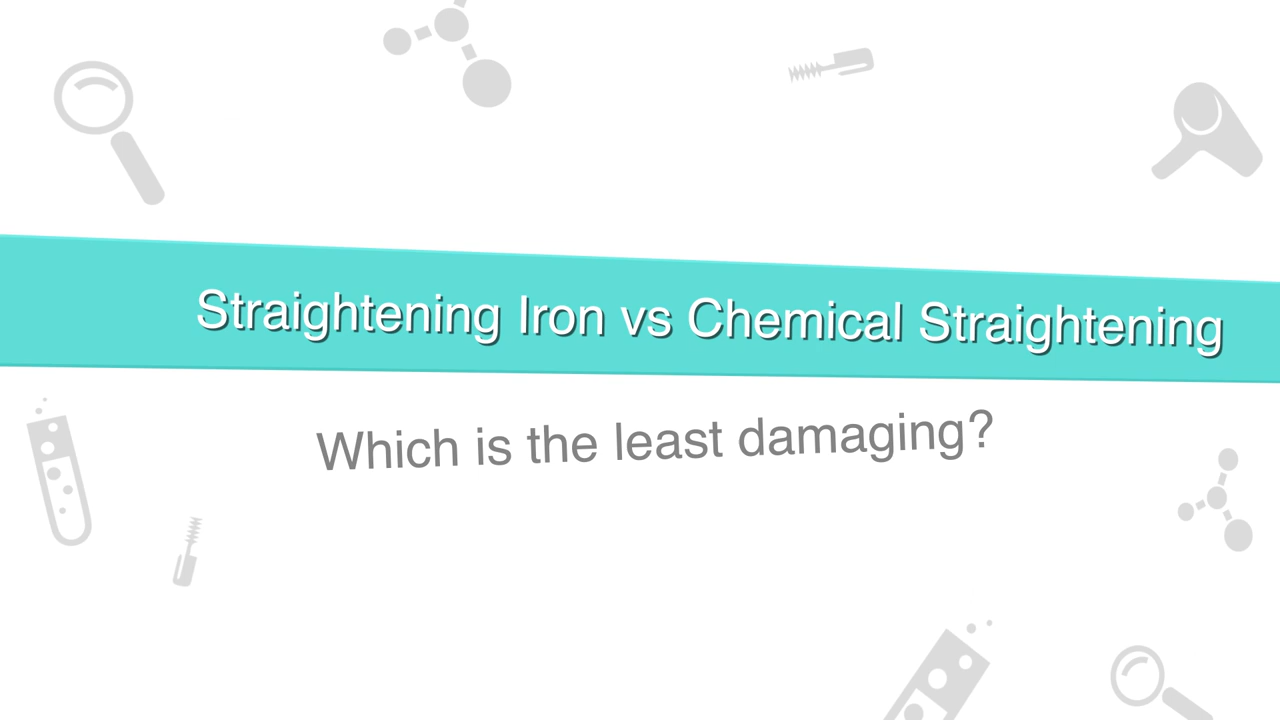 Straightening Iron vs Chemical Straightening
Which is the least damaging?